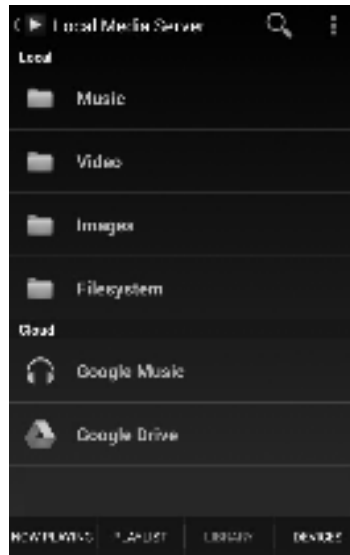 Local Media Server
Local
Music
Video
Images
Filesystem
Cloud
Google Music
Google Drive
NOW PLAYING PLAYLIST LIBRARY DEVICES